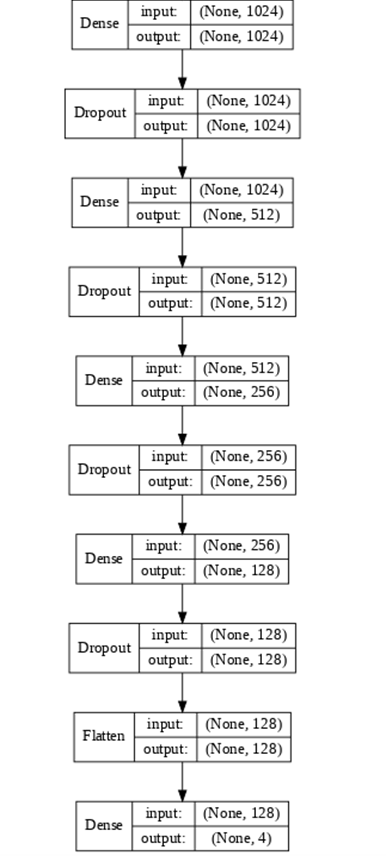 Dense input: (None, 1024)
output: (None, 1024)
Dropout input: (None, 1024)
output: (None, 1024)
Dense input: (None, 1024)
output: (None, 512)
Dropout input: (None, 512)
output: (None, 512)
Dense input: (None, 512)
output: (None, 256)
Dropout input: (None, 256)
output: (None, 256)
Dense input: (None, 256)
output: (None, 128)
Dropout input: (None, 128)
output: (None, 128)
Flatten input: (None, 128)
output: (None, 128)
Dense input: (None, 128)
output: (None, 4)